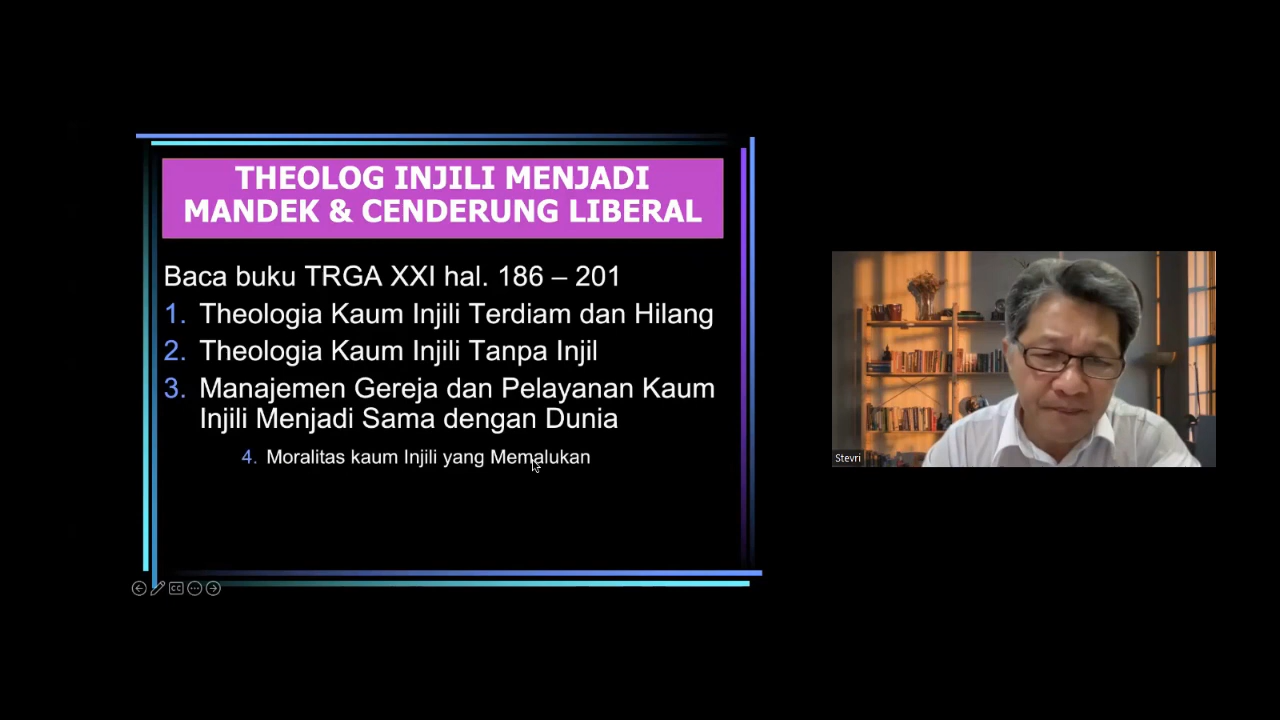 THEOLOG INJILI MENJADI
MANDEK & CENDERUNG LIBERAL
Baca buku TRGA XXI hal. 186 – 201
1. Theologia Kaum Injili Terdiam dan Hilang
2. Theologia Kaum Injili Tanpa Injil
3. Manajemen Gereja dan Pelayanan Kaum
Injili Menjadi Sama dengan Dunia
4. Moralitas kaum Injili yang Memalukan
Stevri
CC